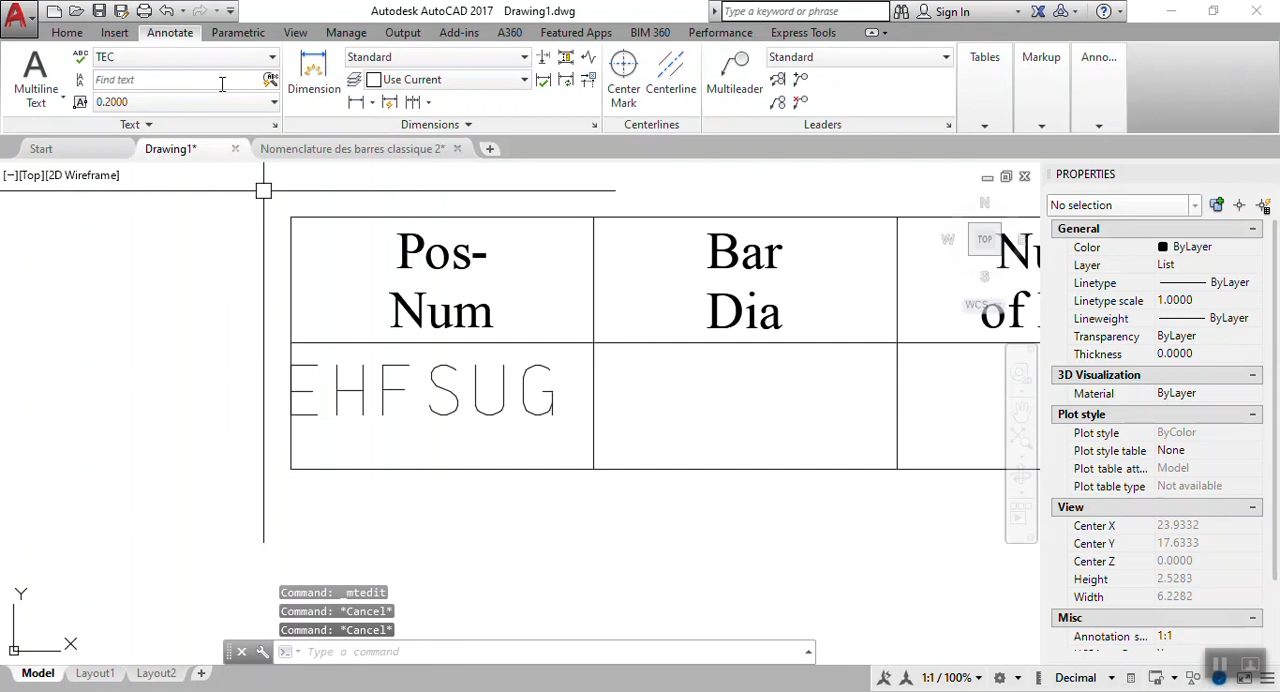 Autodesk AutoCAD 2017 Drawing1.dwg
Type a keyword or phrase
Sign In
Home Insert Annotate Parametric View Manage Output Add-ins A360 Featured Apps BIM 360 Performance Express Tools
Multiline Text
ABC
TEC
Find text
0.2000
Text
Dimension
Standard
Use Current
Dimensions
Center Mark
Centerline
Centerlines
Multileader
Standard
Leaders
Tables
Markup
Anno...
Start
Drawing1*
Nomenclature des barres classique 2*
[−][Top][2D Wireframe]
N
W
TOP
S
WCS
Pos-
Num
Bar
Dia
of
EHF SUG
Y
X
Command: _mtedit
Command: *Cancel*
Command: *Cancel*
Type a command
Model Layout1 Layout2
1:1 / 100%
Decimal
PROPERTIES
No selection
General
Color ByLayer
Layer List
Linetype ByLayer
Linetype scale 1.0000
Lineweight ByLayer
Transparency ByLayer
Thickness 0.0000
3D Visualization
Material ByLayer
Plot style
Plot style ByColor
Plot style table None
Plot table att... Model
Plot table type Not available
View
Center X 23.9332
Center Y 17.6333
Center Z 0.0000
Height 2.5283
Width 6.2282
Misc
Annotation s... 1:1